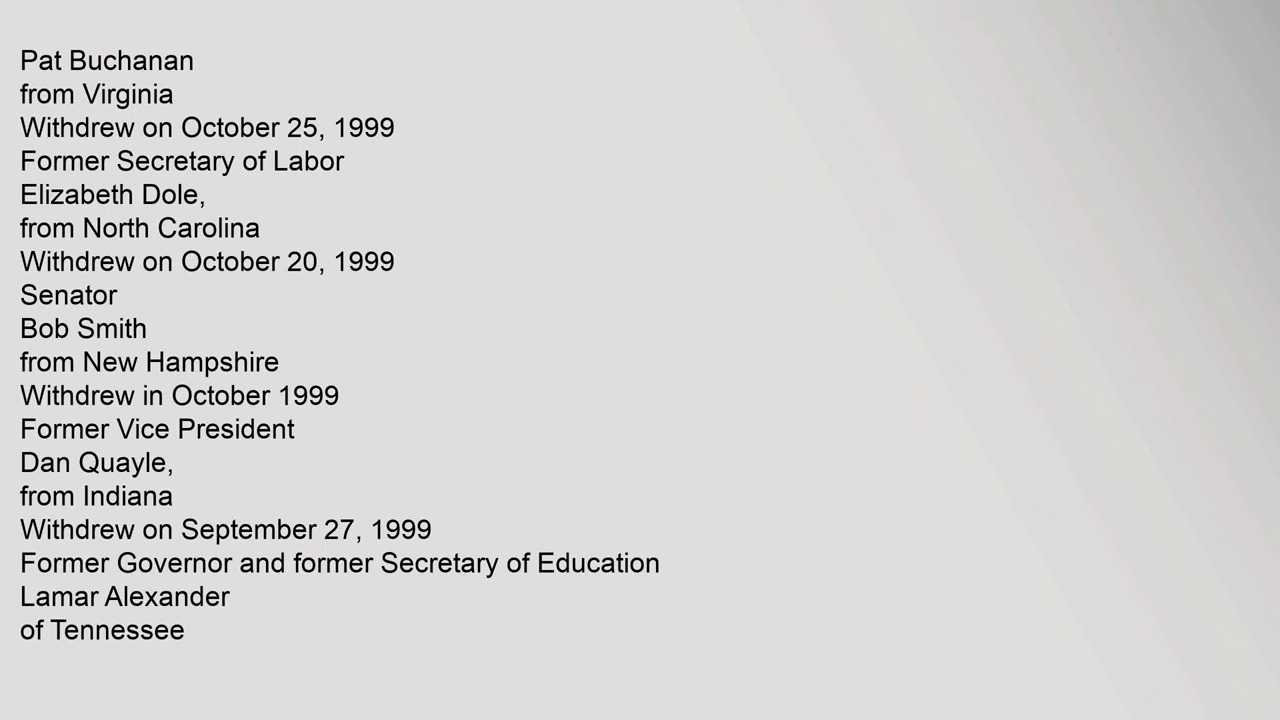 Pat Buchanan
from Virginia
Withdrew on October 25, 1999
Former Secretary of Labor
Elizabeth Dole,
from North Carolina
Withdrew on October 20, 1999
Senator
Bob Smith
from New Hampshire
Withdrew in October 1999
Former Vice President
Dan Quayle,
from Indiana
Withdrew on September 27, 1999
Former Governor and former Secretary of Education
Lamar Alexander
of Tennessee